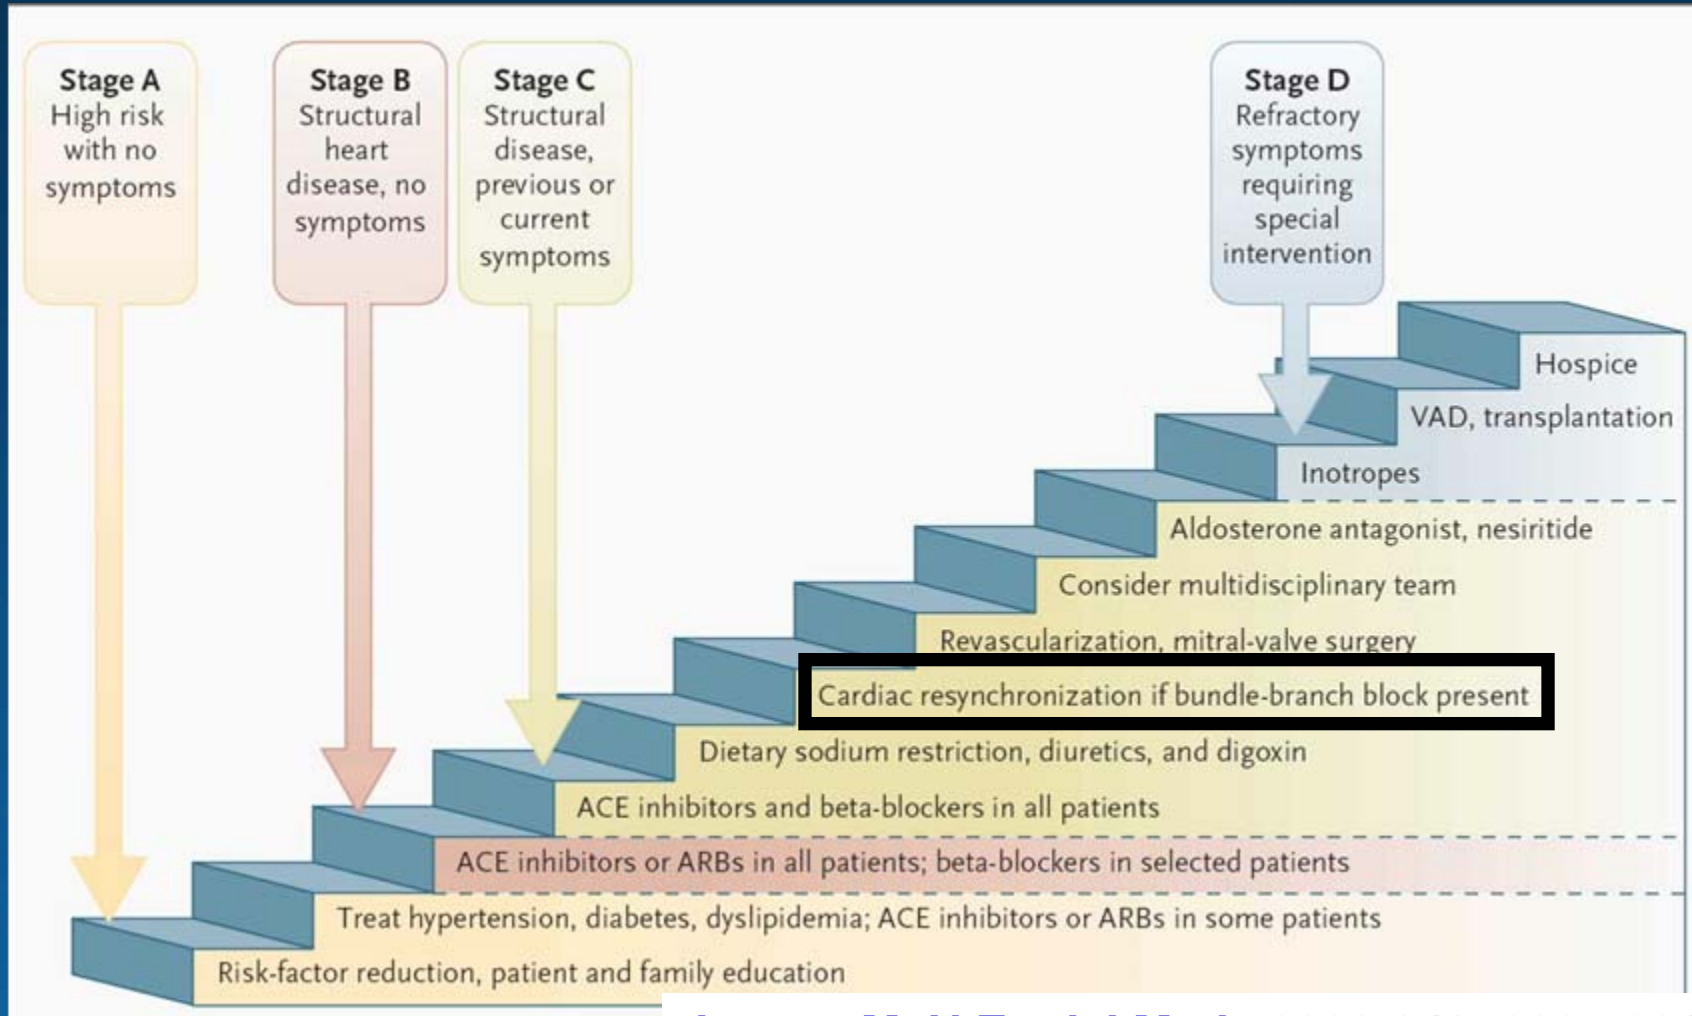 Stage A
High risk
with no
symptoms
Stage B
Structural
heart
disease, no
symptoms
Stage C
Structural
disease,
previous or
current
symptoms
Stage D
Refractory
symptoms
requiring
special
intervention
Hospice
VAD, transplantation
Inotropes
Aldosterone antagonist, nesiritide
Consider multidisciplinary team
Revascularization, mitral-valve surgery
Cardiac resynchronization if bundle-branch block present
Dietary sodium restriction, diuretics, and digoxin
ACE inhibitors and beta-blockers in all patients
ACE inhibitors or ARBs in all patients; beta-blockers in selected patients
Treat hypertension, diabetes, dyslipidemia; ACE inhibitors or ARBs in some patients
Risk-factor reduction, patient and family education